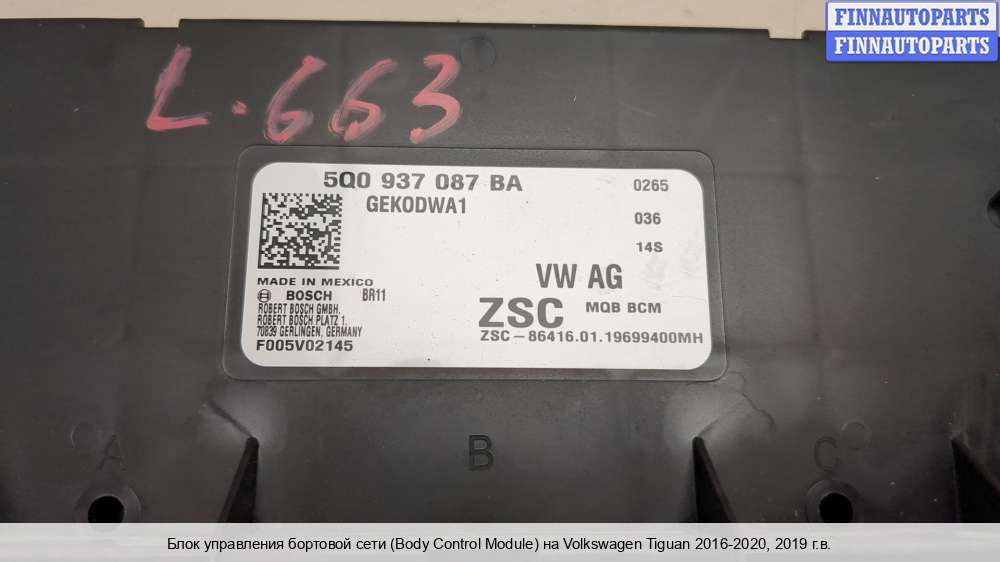 FINNAUTOPARTS
FINNAUTOPARTS
L-663
5Q0 937 087 BA
0265
GEKODWA1
036
14S
MADE IN MEXICO
BOSCH BR11
ROBERT BOSCH GMBH.
ROBERT BOSCH PLATZ 1.
70839 GERLINGEN, GERMANY
F005V02145
VW AG
ZSC MQB BCM
ZSC-86416.01.19699400MH
A
B
C
Блок управления бортовой сети (Body Control Module) на Volkswagen Tiguan 2016-2020, 2019 г.в.